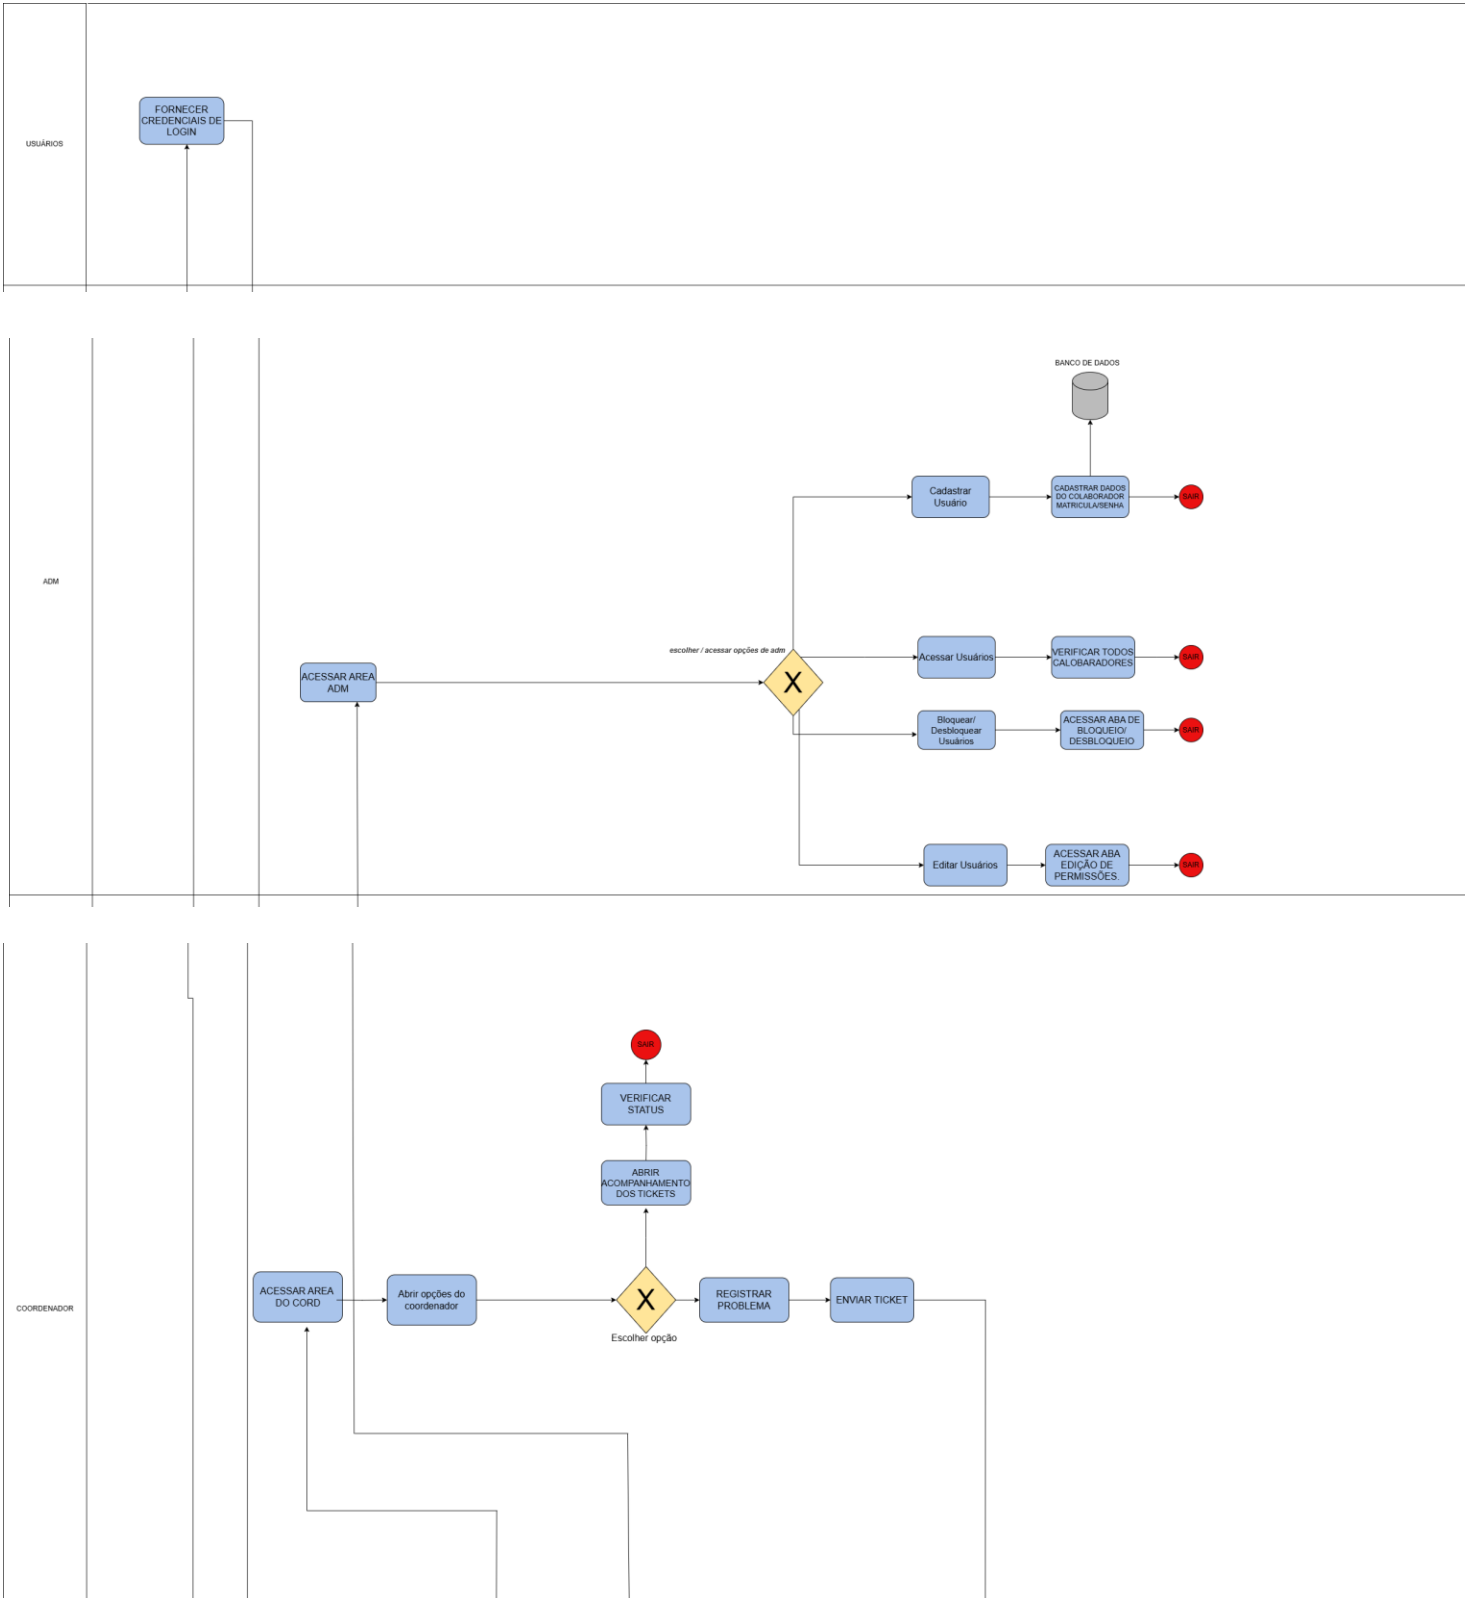 FORNECER
CREDENCIAIS DE
LOGIN
USUÁRIOS
BANCO DE DADOS
Cadastrar
Usuário
CADASTRAR DADOS
DO COLABORADOR
MATRICULA/SENHA
SAIR
ADM
escolher / acessar opções de adm
ACESSAR AREA
ADM
X
Acessar Usuários
VERIFICAR TODOS
CALOBARADORES
SAIR
Bloquear/
Desbloquear
Usuários
ACESSAR ABA DE
BLOQUEIO/
DESBLOQUEIO
SAIR
Editar Usuários
ACESSAR ABA
EDIÇÃO DE
PERMISSÕES.
SAIR
SAIR
VERIFICAR
STATUS
ABRIR
ACOMPANHAMENTO
DOS TICKETS
COORDENADOR
ACESSAR AREA
DO CORD
Abrir opções do
coordenador
X
Escolher opção
REGISTRAR
PROBLEMA
ENVIAR TICKET